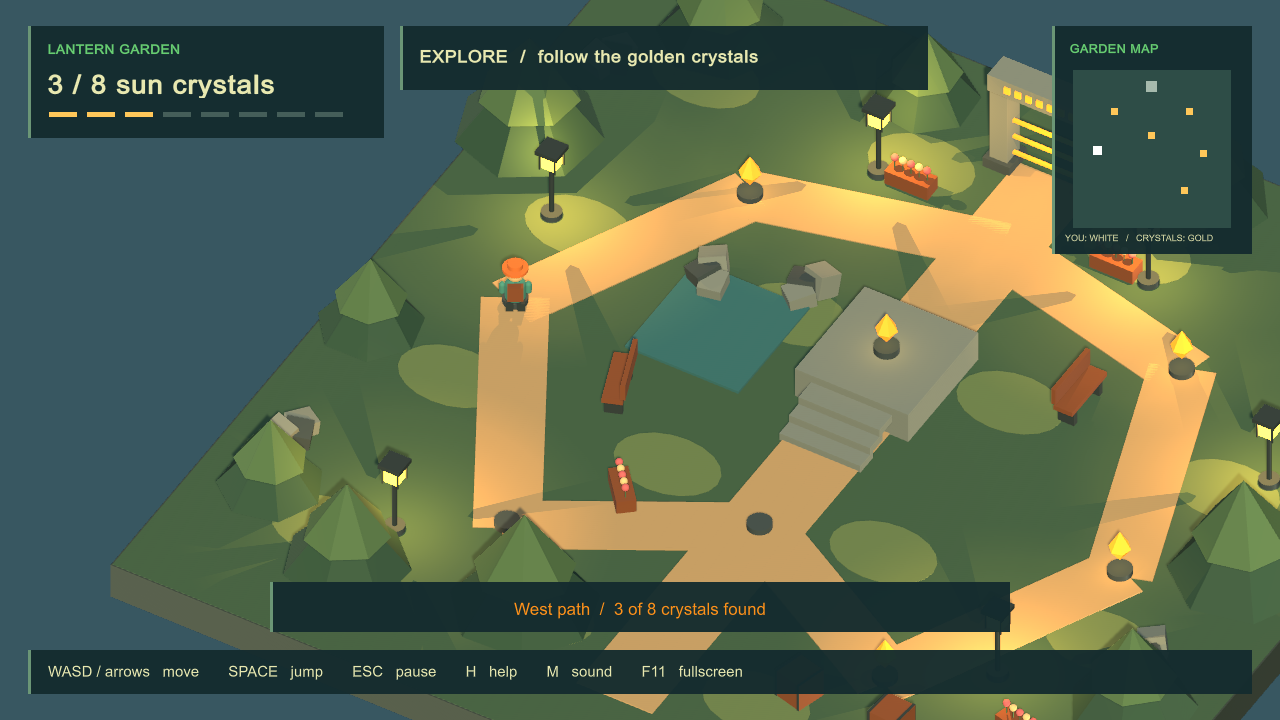 LANTERN GARDEN
3 / 8 sun crystals
EXPLORE / follow the golden crystals
GARDEN MAP
YOU: WHITE / CRYSTALS: GOLD
West path / 3 of 8 crystals found
WASD / arrows move SPACE jump ESC pause H help M sound F11 fullscreen